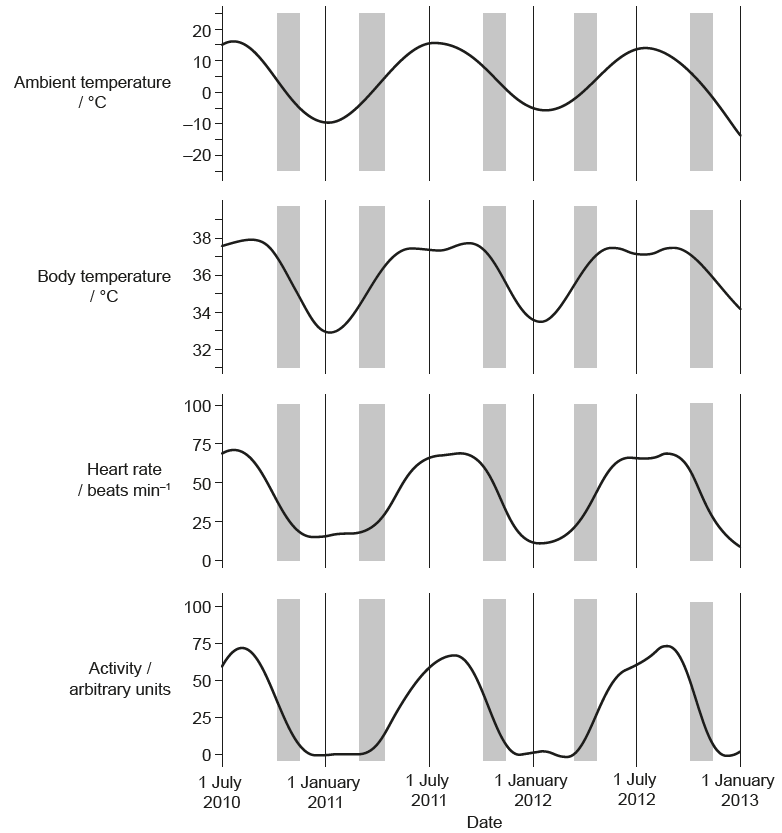 20
10
0
–10
–20
Ambient temperature
/ °C
38
36
34
32
Body temperature
/ °C
100
75
50
25
0
Heart rate
/ beats min⁻¹
100
75
50
25
0
Activity /
arbitrary units
1 July
2010
1 January
2011
1 July
2011
1 January
2012
1 July
2012
1 January
2013
Date